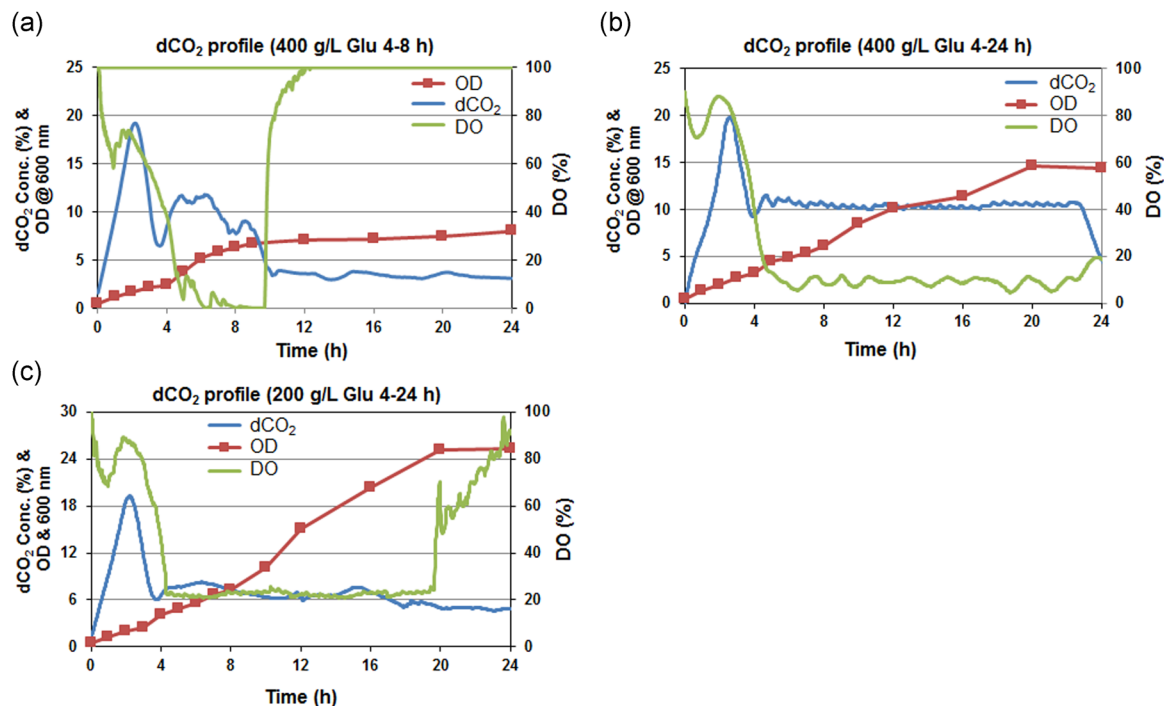 (a)
dCO₂ profile (400 g/L Glu 4-8 h)
25
20
15
10
5
0
dCO₂ Conc. (%) &
OD @ 600 nm
OD
dCO₂
DO
100
80
60
40
20
0
DO (%)
0 4 8 12 16 20 24
Time (h)
(b)
dCO₂ profile (400 g/L Glu 4-24 h)
25
20
15
10
5
0
dCO₂ Conc. (%) &
OD @ 600 nm
dCO₂
OD
DO
100
80
60
40
20
0
DO (%)
0 4 8 12 16 20 24
Time (h)
(c)
dCO₂ profile (200 g/L Glu 4-24 h)
30
24
18
12
6
0
dCO₂ Conc. (%) &
OD & 600 nm
dCO₂
OD
DO
100
80
60
40
20
0
DO (%)
0 4 8 12 16 20 24
Time (h)